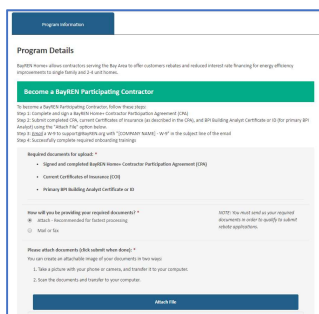 Program Information
Program Details
BayREN Home+ allows contractors serving the Bay Area to offer customers rebates and reduced interest rate financing for energy efficiency
improvements to single family and 2-4 unit homes.
Become a BayREN Participating Contractor
To become a BayREN Participating Contractor, follow these steps:
Step 1: Complete and sign a BayREN Home+ Contractor Participation Agreement (CPA)
Step 2: Submit completed CPA, current Certificates of Insurance (as described in the CPA), and BPI Building Analyst Certificate or ID (for primary BPI
Analyst) using the "Attach File" option below.
Step 3: Email a W-9 to support@BayREN.org with "[COMPANY NAME] - W-9" in the subject line of the email
Step 4: Successfully complete required onboarding trainings
Required documents for upload: *
• Signed and completed BayREN Home+ Contractor Participation Agreement (CPA)
• Current Certificates of Insurance (COI)
• Primary BPI Building Analyst Certificate or ID
How will you be providing your required documents? *
Attach - Recommended for fastest processing
Mail or fax
NOTE: You must send us your required
documents in order to qualify to submit
rebate applications.
Please attach documents (click submit when done): *
You can create an attachable image of your documents in two ways:
1. Take a picture with your phone or camera, and transfer it to your computer.
2. Scan the documents and transfer to your computer.
Attach File